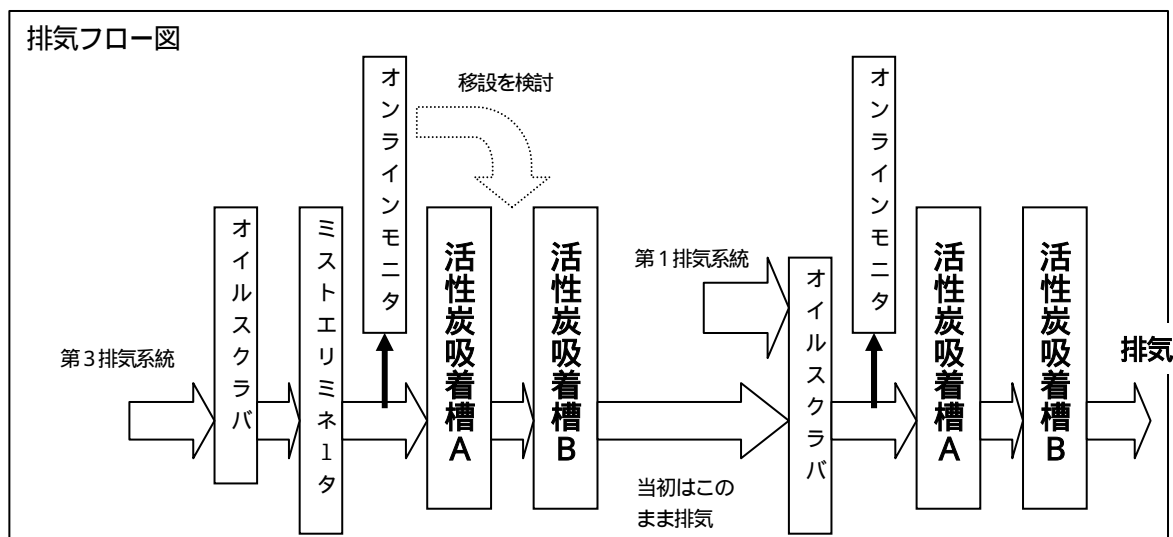 排気フロー図
オンラインモニタ
移設を検討
オンラインモニタ
オイルスクラバ
ミストエリミネータ
活性炭吸着槽A
活性炭吸着槽B
第1排気系統
オイルスクラバ
活性炭吸着槽A
活性炭吸着槽B
排気
第3排気系統
当初はこの
まま排気